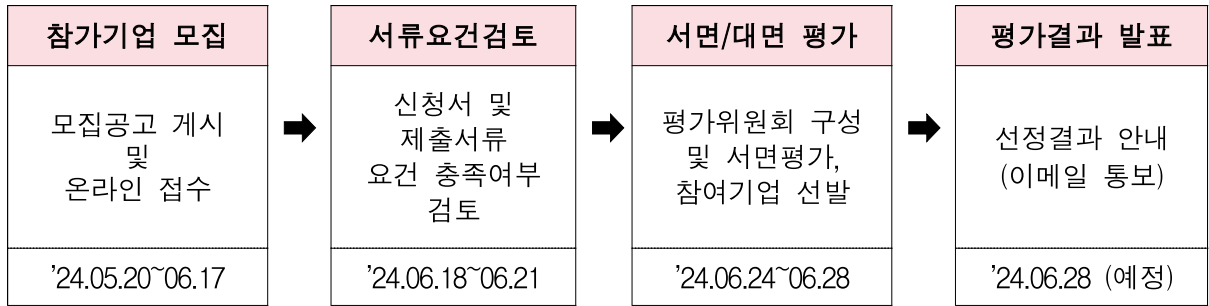 참가기업 모집
모집공고 게시
및
온라인 접수
'24.05.20~06.17
서류요건검토
신청서 및
제출서류
요건 충족여부
검토
'24.06.18~06.21
서면/대면 평가
평가위원회 구성
및 서면평가,
참여기업 선발
'24.06.24~06.28
평가결과 발표
선정결과 안내
(이메일 통보)
'24.06.28 (예정)